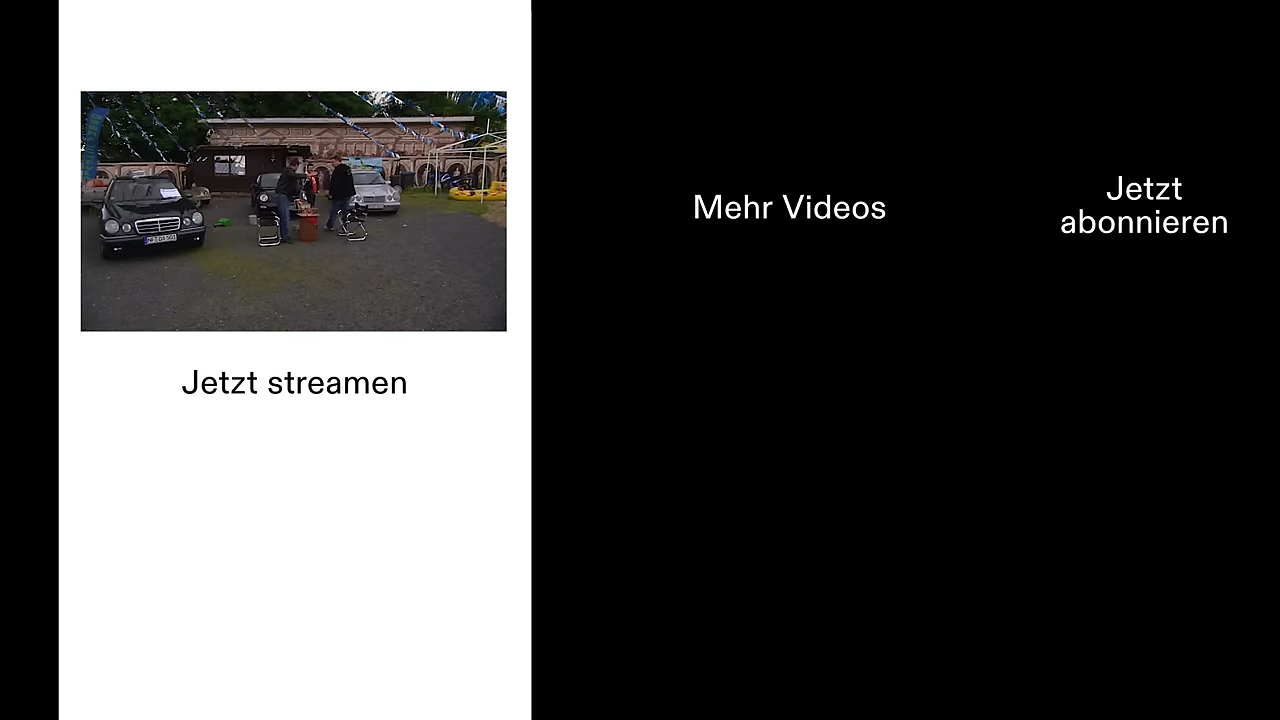 Jetzt streamen
Mehr Videos
Jetzt
abonnieren